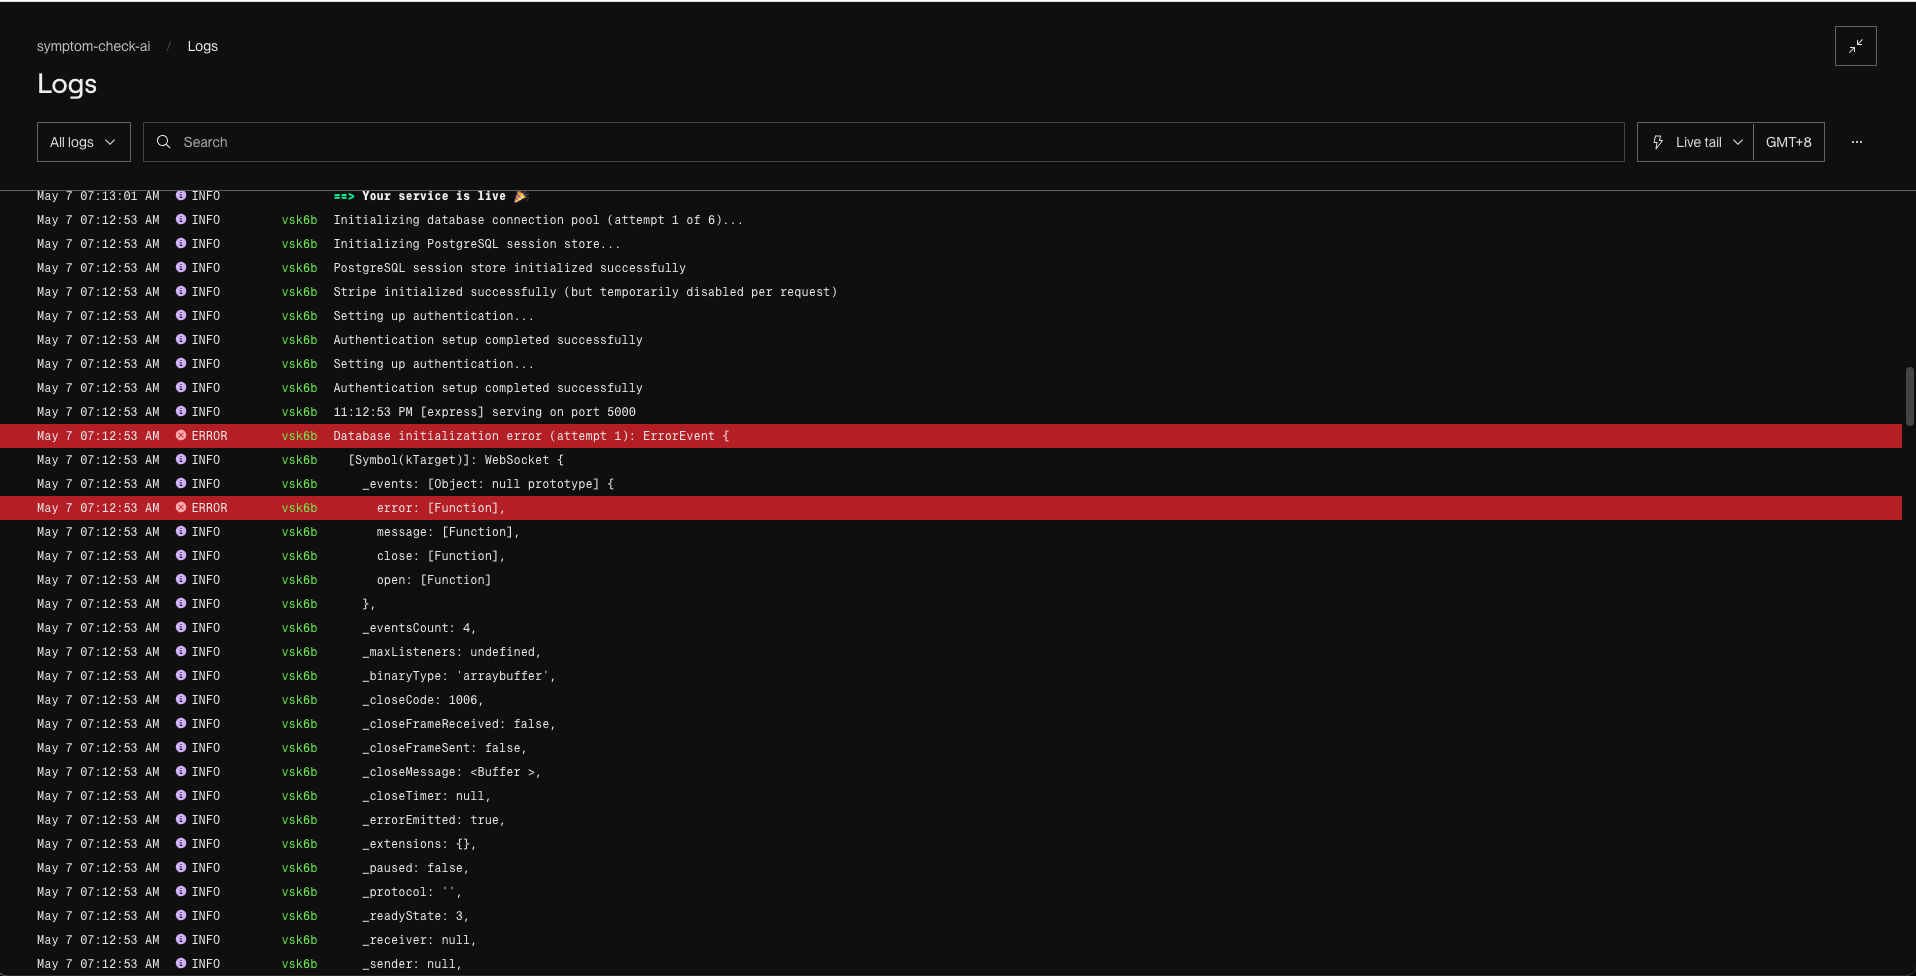 symptom-check-ai / Logs
Logs
All logs Search Live tail GMT+8 ...
May 7 07:13:01 AM INFO ==> Your service is live 🎉
May 7 07:12:53 AM INFO vsk6b Initializing database connection pool (attempt 1 of 6)...
May 7 07:12:53 AM INFO vsk6b Initializing PostgreSQL session store...
May 7 07:12:53 AM INFO vsk6b PostgreSQL session store initialized successfully
May 7 07:12:53 AM INFO vsk6b Stripe initialized successfully (but temporarily disabled per request)
May 7 07:12:53 AM INFO vsk6b Setting up authentication...
May 7 07:12:53 AM INFO vsk6b Authentication setup completed successfully
May 7 07:12:53 AM INFO vsk6b Setting up authentication...
May 7 07:12:53 AM INFO vsk6b Authentication setup completed successfully
May 7 07:12:53 AM INFO vsk6b 11:12:53 PM [express] serving on port 5000
May 7 07:12:53 AM ERROR vsk6b Database initialization error (attempt 1): ErrorEvent {
May 7 07:12:53 AM INFO vsk6b [Symbol(kTarget)]: WebSocket {
May 7 07:12:53 AM INFO vsk6b _events: [Object: null prototype] {
May 7 07:12:53 AM ERROR vsk6b error: [Function],
May 7 07:12:53 AM INFO vsk6b message: [Function],
May 7 07:12:53 AM INFO vsk6b close: [Function],
May 7 07:12:53 AM INFO vsk6b open: [Function]
May 7 07:12:53 AM INFO vsk6b },
May 7 07:12:53 AM INFO vsk6b _eventsCount: 4,
May 7 07:12:53 AM INFO vsk6b _maxListeners: undefined,
May 7 07:12:53 AM INFO vsk6b _binaryType: 'arraybuffer',
May 7 07:12:53 AM INFO vsk6b _closeCode: 1006,
May 7 07:12:53 AM INFO vsk6b _closeFrameReceived: false,
May 7 07:12:53 AM INFO vsk6b _closeFrameSent: false,
May 7 07:12:53 AM INFO vsk6b _closeMessage: <Buffer >,
May 7 07:12:53 AM INFO vsk6b _closeTimer: null,
May 7 07:12:53 AM INFO vsk6b _errorEmitted: true,
May 7 07:12:53 AM INFO vsk6b _extensions: {},
May 7 07:12:53 AM INFO vsk6b _paused: false,
May 7 07:12:53 AM INFO vsk6b _protocol: '',
May 7 07:12:53 AM INFO vsk6b _readyState: 3,
May 7 07:12:53 AM INFO vsk6b _receiver: null,
May 7 07:12:53 AM INFO vsk6b _sender: null,